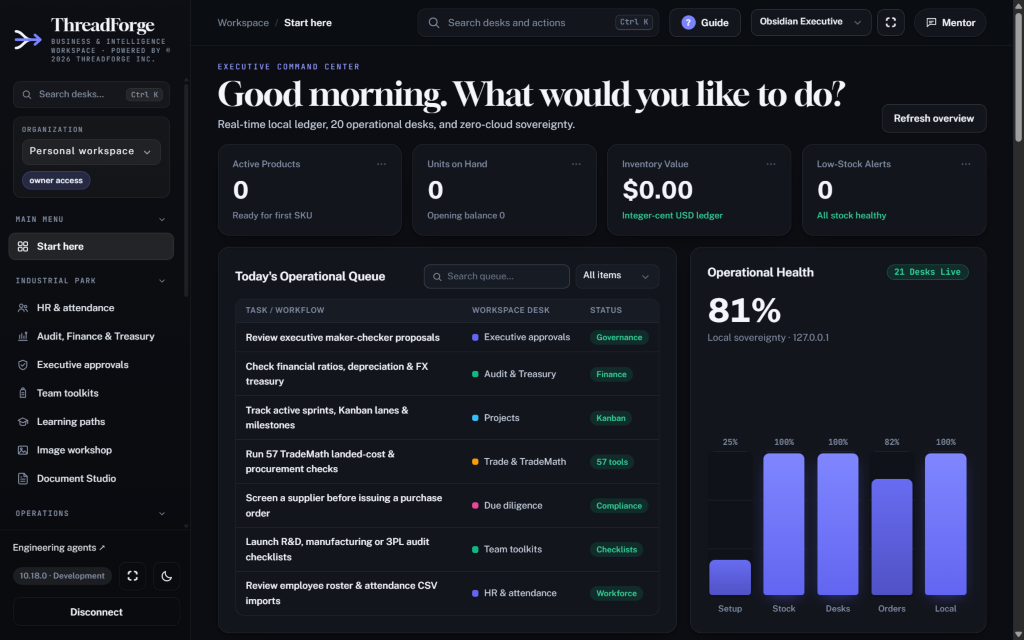 ThreadForge
BUSINESS & INTELLIGENCE
WORKSPACE · POWERED BY ®
2026 THREADFORGE INC.
Search desks...
Ctrl K
ORGANIZATION
Personal workspace
owner access
MAIN MENU
Start here
INDUSTRIAL PARK
HR & attendance
Audit, Finance & Treasury
Executive approvals
Team toolkits
Learning paths
Image workshop
Document Studio
OPERATIONS
Engineering agents ↗
10.18.0 · Development
Disconnect
Workspace / Start here
Search desks and actions
Ctrl K
? Guide
Obsidian Executive
Mentor
EXECUTIVE COMMAND CENTER
Good morning. What would you like to do?
Real-time local ledger, 20 operational desks, and zero-cloud sovereignty.
Refresh overview
Active Products ...
0
Ready for first SKU
Units on Hand ...
0
Opening balance 0
Inventory Value ...
$0.00
Integer-cent USD ledger
Low-Stock Alerts ...
0
All stock healthy
Today's Operational Queue
Search queue...
All items
TASK / WORKFLOW WORKSPACE DESK STATUS
Review executive maker-checker proposals Executive approvals Governance
Check financial ratios, depreciation & FX
treasury
Audit & Treasury Finance
Track active sprints, Kanban lanes &
milestones
Projects Kanban
Run 57 TradeMath landed-cost &
procurement checks
Trade & TradeMath 57 tools
Screen a supplier before issuing a purchase
order
Due diligence Compliance
Launch R&D, manufacturing or 3PL audit
checklists
Team toolkits Checklists
Review employee roster & attendance CSV
imports
HR & attendance Workforce
Operational Health
21 Desks Live
81%
Local sovereignty · 127.0.0.1
25% 100% 100% 82% 100%
Setup Stock Desks Orders Local